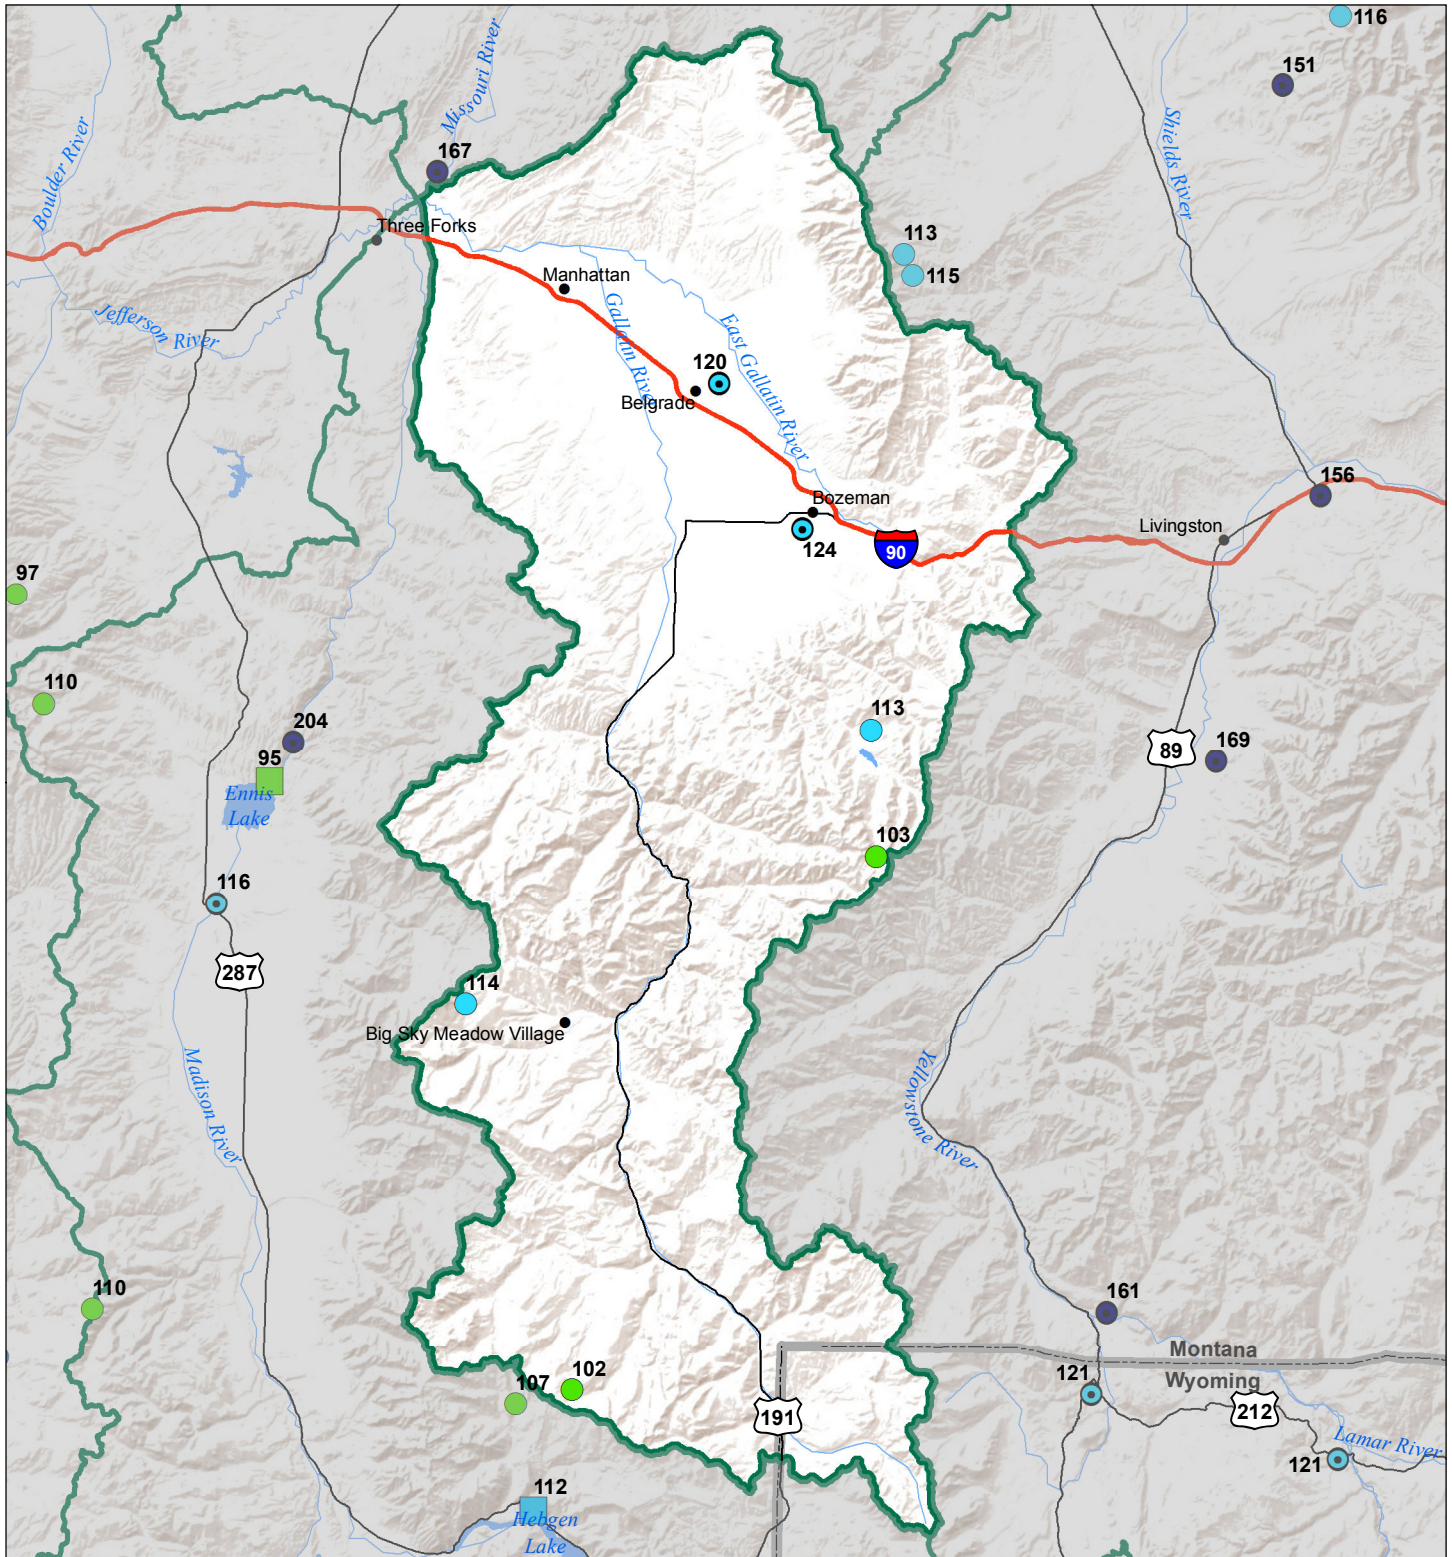 116
151
Missouri River
Boulder River
Shields River
167
Three Forks
113
115
Manhattan
Jefferson River
Gallatin River
East Gallatin River
120
Belgrade
156
Bozeman
Livingston
124
90
97
110
113
204
95
89
169
Ennis
Lake
103
116
287
114
Big Sky Meadow Village
Madison River
Yellowstone River
110
161
Montana
Wyoming
102
107
121
191
212
Lamar River
121
112
Hebgen
Lake